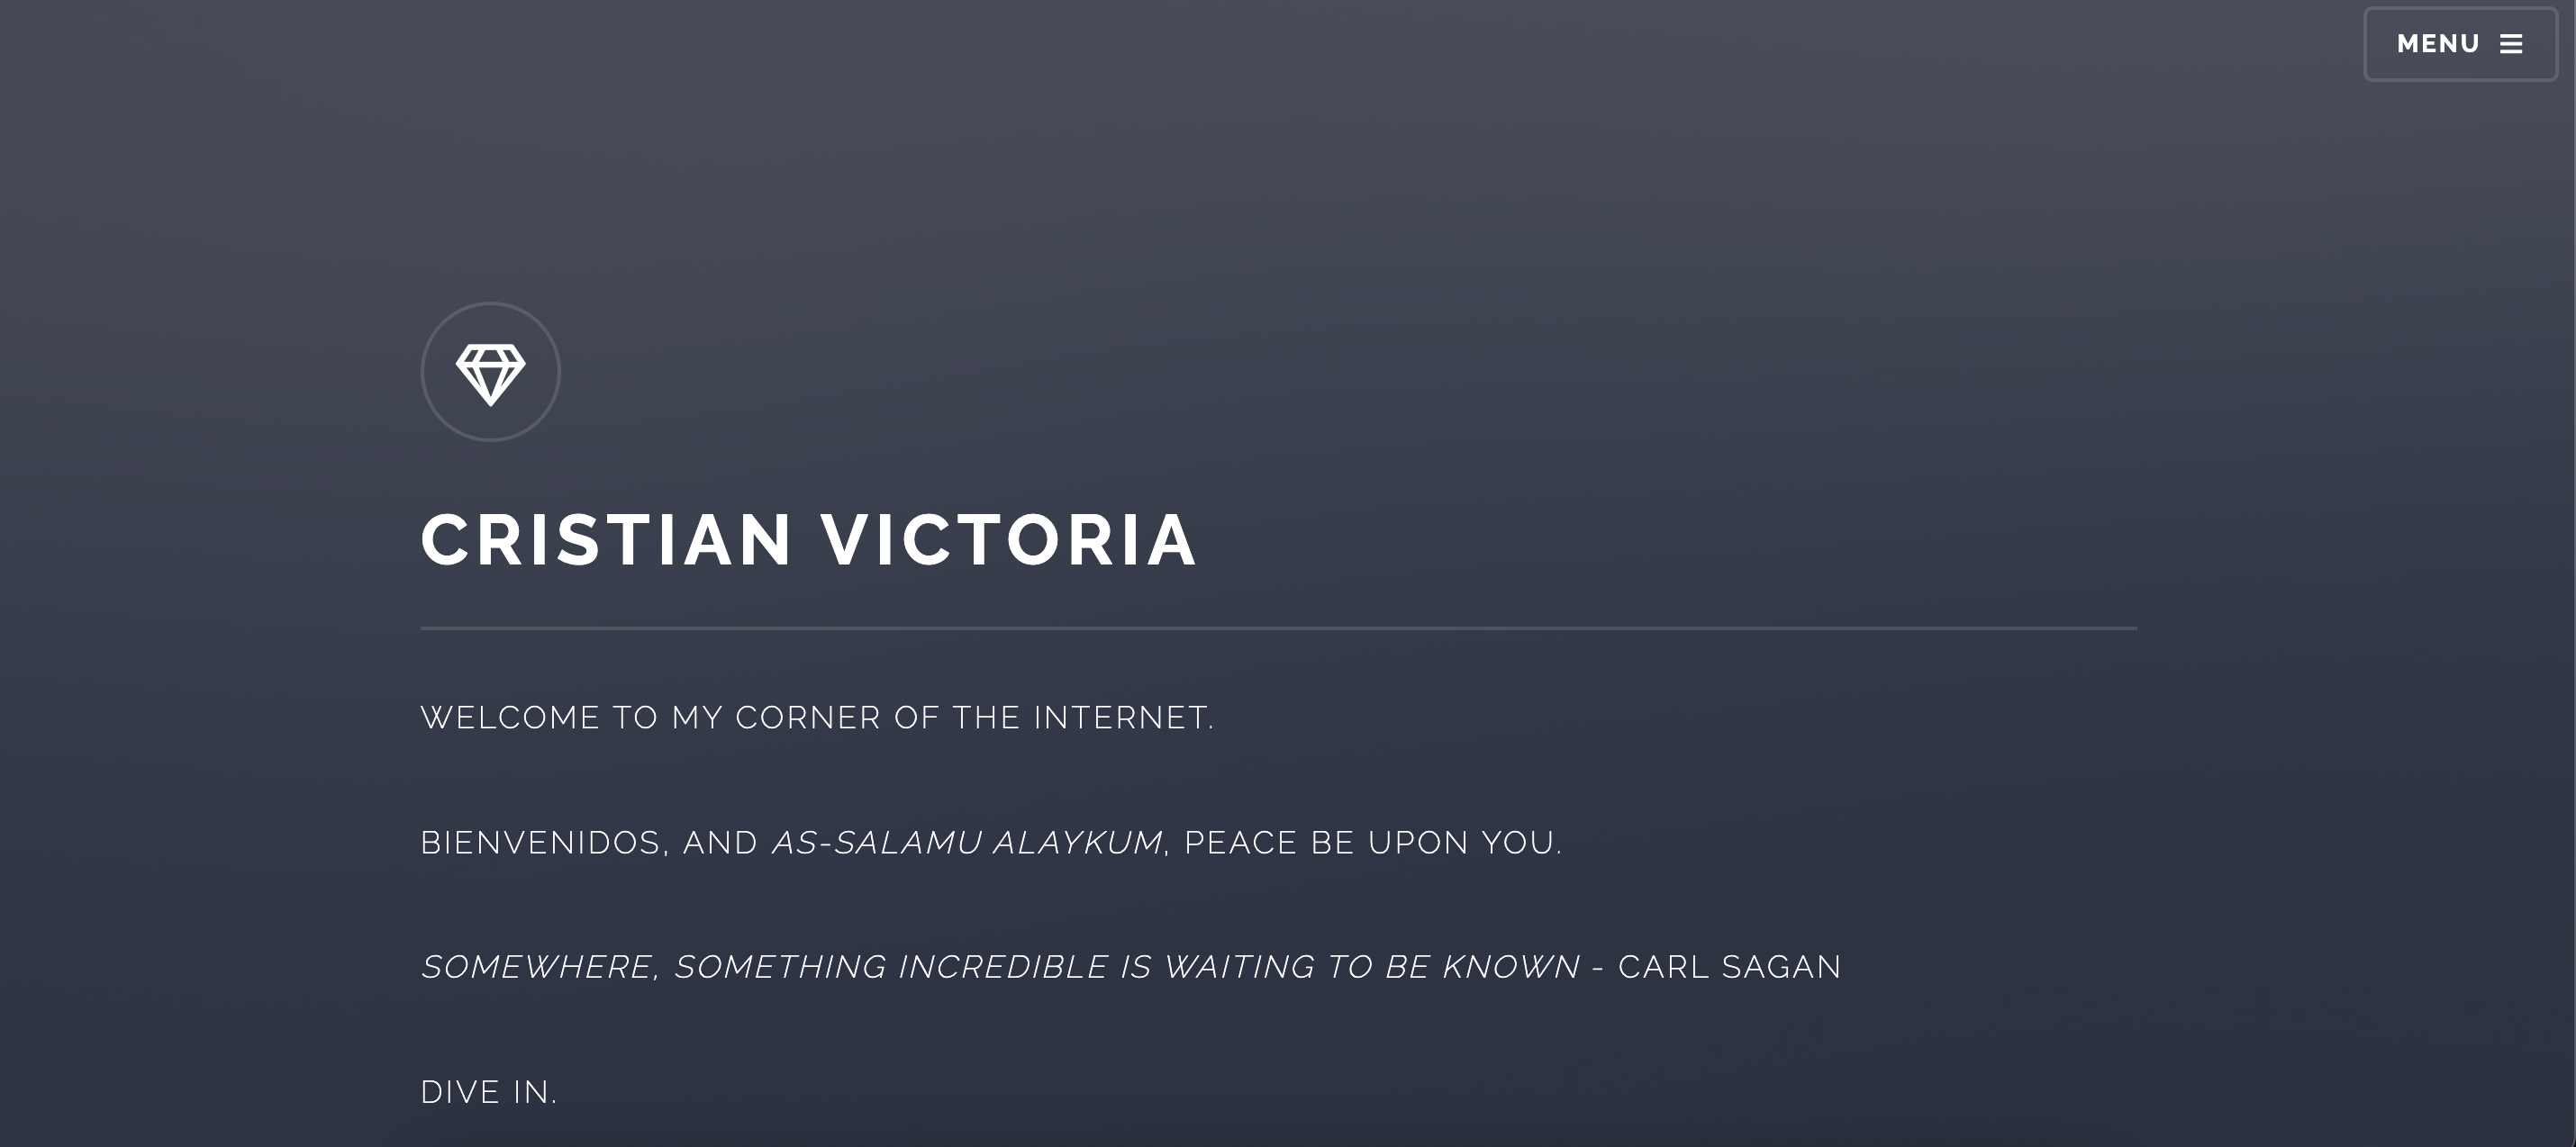 MENU
CRISTIAN VICTORIA
WELCOME TO MY CORNER OF THE INTERNET.
BIENVENIDOS, AND AS-SALAMU ALAYKUM, PEACE BE UPON YOU.
SOMEWHERE, SOMETHING INCREDIBLE IS WAITING TO BE KNOWN - CARL SAGAN
DIVE IN.